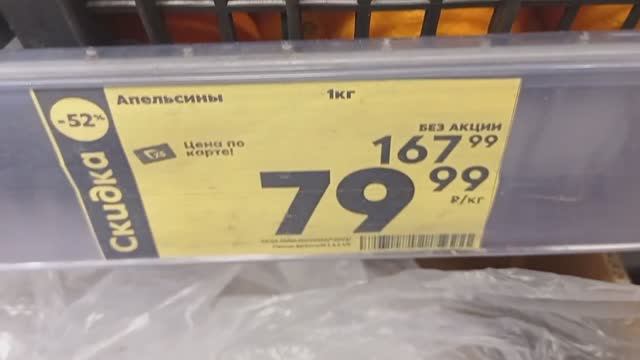 Апельсины 1кг
-52%
Скидка
Цена по
карте!
БЕЗ АКЦИИ
167 99
79 99
₽/кг